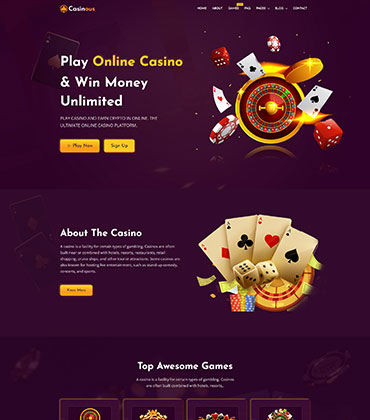 Casinous
HOME ABOUT GAMES FAQ PAGES BLOG CONTACT
Play Online Casino
& Win Money
Unlimited
PLAY CASINO AND EARN CRYPTO IN ONLINE. THE
ULTIMATE ONLINE CASINO PLATFORM.
Play Now Sign Up
About The Casino
A casino is a facility for certain types of gambling. Casinos are often
built near or combined with hotels, resorts, restaurants, retail
shopping, cruise ships, and other tourist attractions. Some casinos are
also known for hosting live entertainment, such as stand-up comedy,
concerts, and sports.
Know More
Top Awesome Games
A casino is a facility for certain types of gambling. Casinos
are often built combined with hotels, resorts.